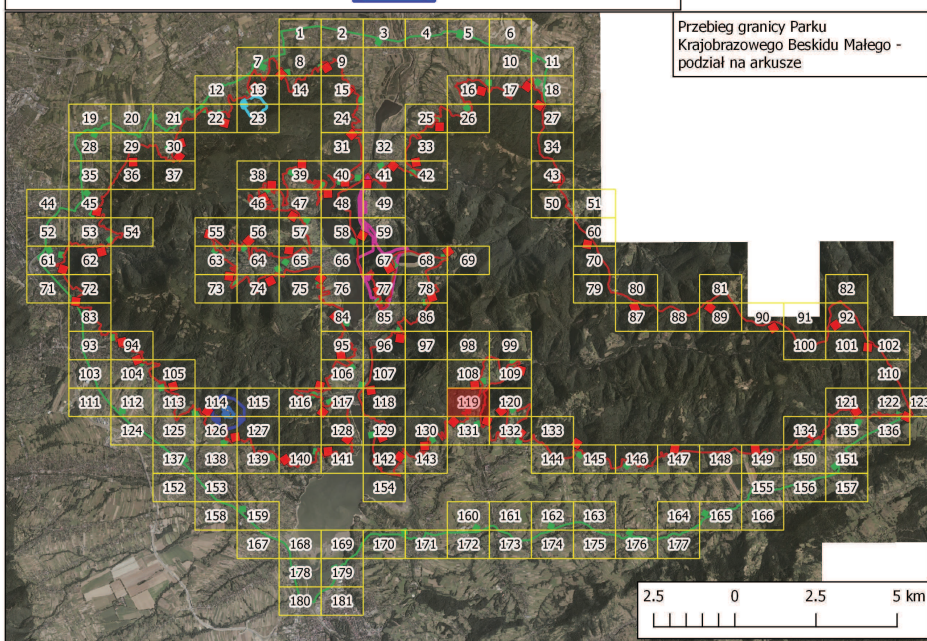 Przebieg granicy Parku
Krajobrazowego Beskidu Małego -
podział na arkusze
1 2 3 4 5 6
7 8 9 10 11
12 13 14 15 16 17 18
19 20 21 22 23 24 25 26 27
28 29 30 31 32 33 34
35 36 37 38 39 40 41 42 43
44 45 46 47 48 49 50 51
52 53 54 55 56 57 58 59 60
61 62 63 64 65 66 67 68 69 70
71 72 73 74 75 76 77 78 79 80 81 82
83 84 85 86 87 88 89 90 91 92
93 94 95 96 97 98 99 100 101 102
103 104 105 106 107 108 109 110
111 112 113 114 115 116 117 118 119 120 121 122 123
124 125 126 127 128 129 130 131 132 133 134 135 136
137 138 139 140 141 142 143 144 145 146 147 148 149 150 151
152 153 154 155 156 157
158 159 160 161 162 163 164 165 166
167 168 169 170 171 172 173 174 175 176 177
178 179
180 181
2.5 0 2.5 5 km